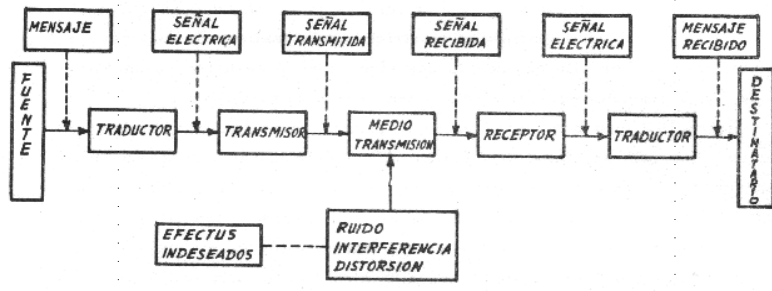 MENSAJE
SEÑAL
ELECTRICA
SEÑAL
TRANSMITIDA
SEÑAL
RECIBIDA
SEÑAL
ELECTRICA
MENSAJE
RECIBIDO
FUENTE
TRADUCTOR
TRANSMISOR
MEDIO
TRANSMISION
RECEPTOR
TRADUCTOR
DESTINATARIO
EFECTUS
INDESEADOS
RUIDO
INTERFERENCIA
DISTORSION